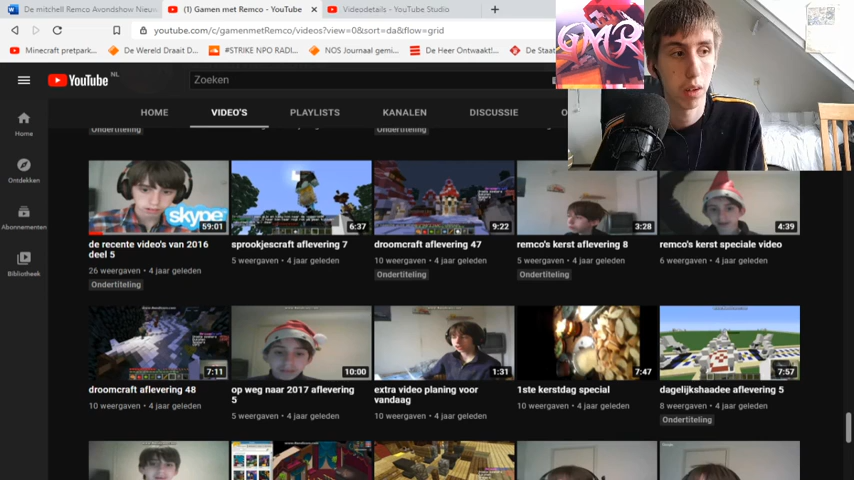 De mitchell Remco Avondshow Nieu
(1) Gamen met Remco - YouTube
Videodetails - YouTube Studio
youtube.com/c/gamenmetRempo/videos?view=0&sort=da&flow=grid
Minecraft pretpark...
De Wereld Draait D...
#STRIKE NPO RADI...
NOS Journaal gemi...
De Heer Ontwaakt!...
De Staat
GMR
YouTube
NL
Zoeken
HOME
VIDEO'S
PLAYLISTS
KANALEN
DISCUSSIE
Home
Ontdekken
Abonnementen
Bibliotheek
Ondertiteling
Ondertiteling
skype
59:01
6:37
9:22
3:28
4:39
de recente video's van 2016
deel 5
26 weergaven • 4 jaar geleden
Ondertiteling
sprookjescraft aflevering 7
5 weergaven • 4 jaar geleden
droomcraft aflevering 47
10 weergaven • 4 jaar geleden
Ondertiteling
remco's kerst aflevering 8
5 weergaven • 4 jaar geleden
Ondertiteling
remco's kerst speciale video
6 weergaven • 4 jaar geleden
7:11
10:00
1:31
7:47
7:57
droomcraft aflevering 48
10 weergaven • 4 jaar geleden
op weg naar 2017 aflevering
5
5 weergaven • 4 jaar geleden
extra video planing voor
vandaag
10 weergaven • 4 jaar geleden
1ste kerstdag special
10 weergaven • 4 jaar geleden
dagelijkshaadee aflevering 5
8 weergaven • 4 jaar geleden
Ondertiteling